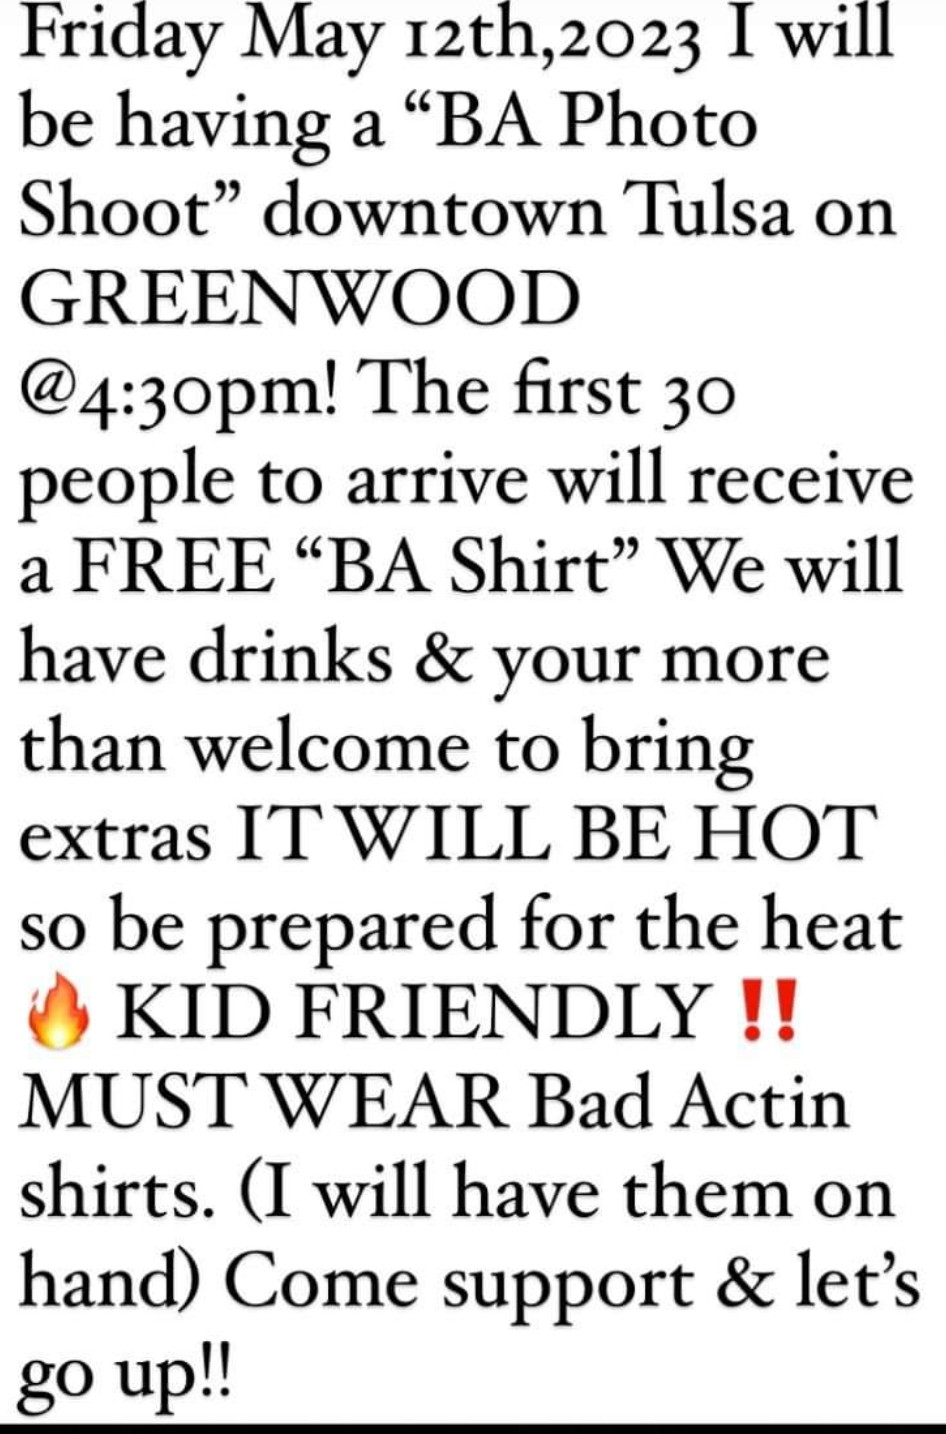 Friday May 12th,2023 I will
be having a “BA Photo
Shoot” downtown Tulsa on
GREENWOOD
@4:30pm! The first 30
people to arrive will receive
a FREE “BA Shirt” We will
have drinks & your more
than welcome to bring
extras IT WILL BE HOT
so be prepared for the heat
🔥 KID FRIENDLY ‼️
MUST WEAR Bad Actin
shirts. (I will have them on
hand) Come support & let’s
go up!!